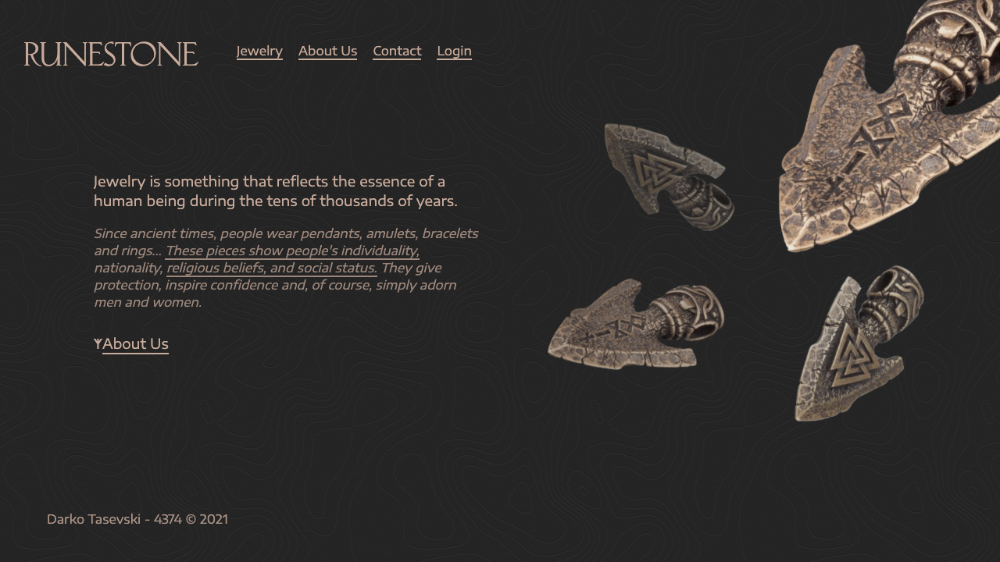 RUNESTONE
Jewelry About Us Contact Login
Jewelry is something that reflects the essence of a
human being during the tens of thousands of years.
Since ancient times, people wear pendants, amulets, bracelets
and rings... These pieces show people's individuality,
nationality, religious beliefs, and social status. They give
protection, inspire confidence and, of course, simply adorn
men and women.
About Us
Darko Tasevski - 4374 © 2021